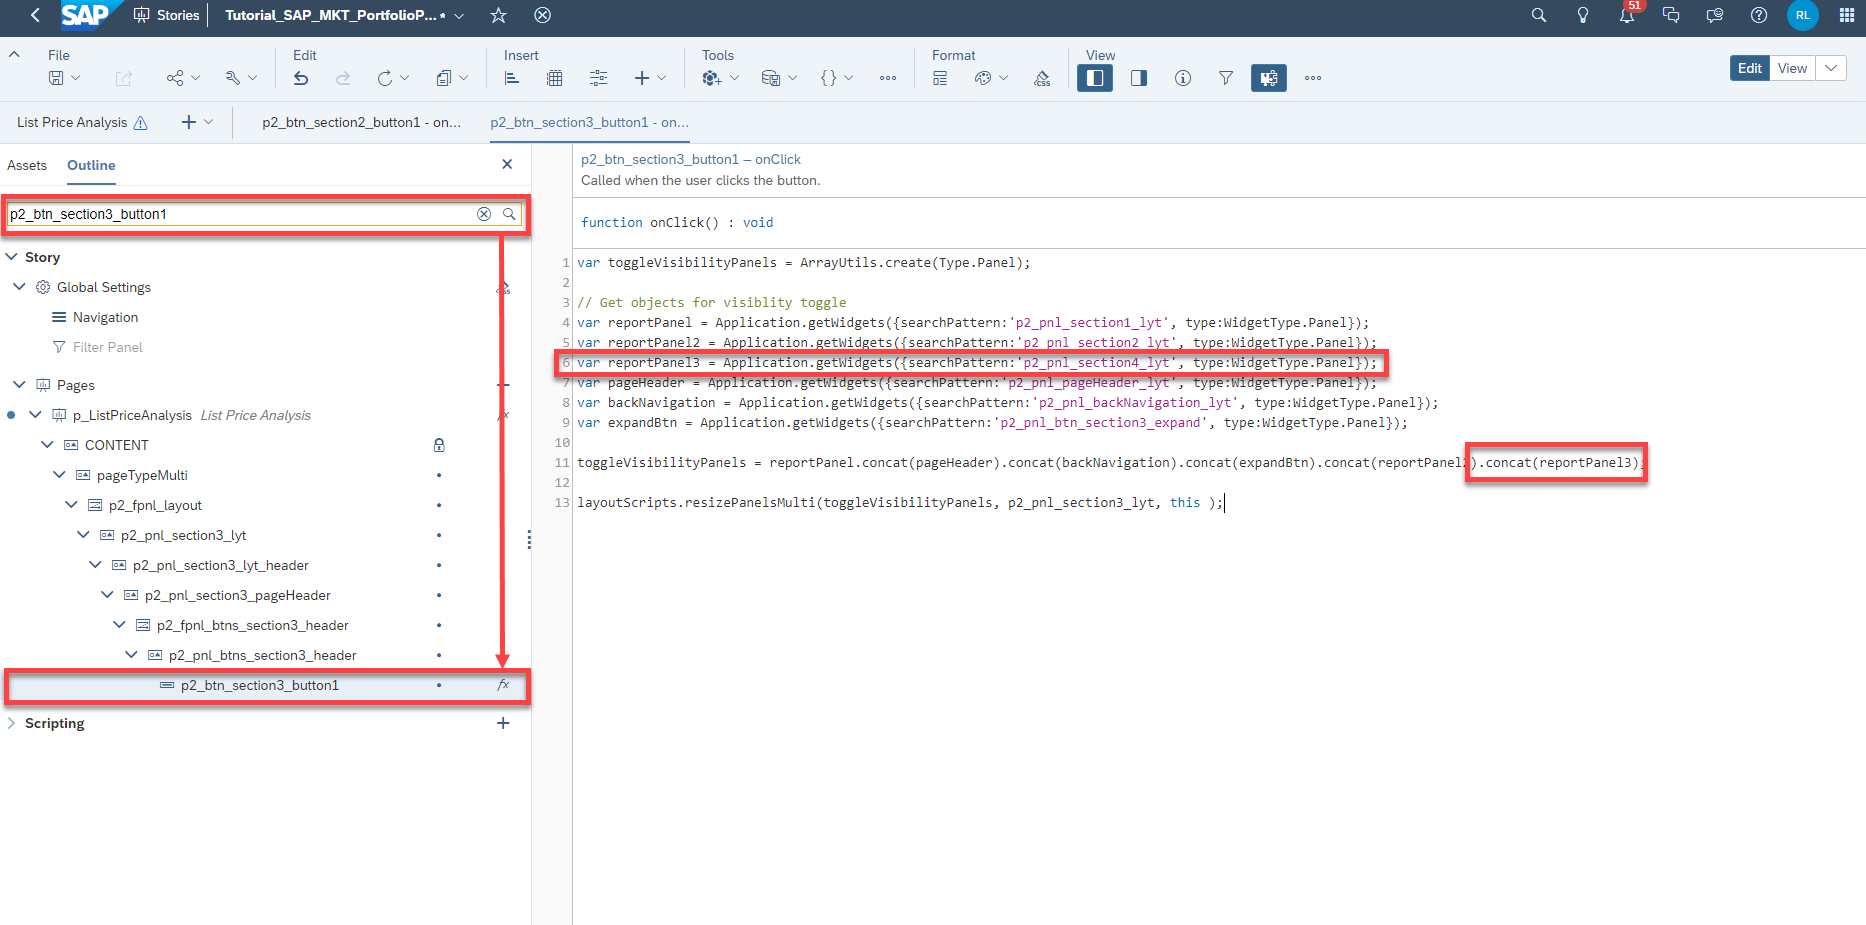 SAP Stories Tutorial_SAP_MKT_PortfolioP... * 51 RL
File Edit Insert Tools Format View
Edit View
List Price Analysis p2_btn_section2_button1 - on... p2_btn_section3_button1 - on...
Assets Outline
p2_btn_section3_button1
Story
Global Settings
Navigation
Filter Panel
Pages
p_ListPriceAnalysis List Price Analysis
CONTENT
pageTypeMulti
p2_fpnl_layout
p2_pnl_section3_lyt
p2_pnl_section3_lyt_header
p2_pnl_section3_pageHeader
p2_fpnl_btns_section3_header
p2_pnl_btns_section3_header
p2_btn_section3_button1 fx
Scripting
p2_btn_section3_button1 – onClick
Called when the user clicks the button.
function onClick() : void
1 var toggleVisibilityPanels = ArrayUtils.create(Type.Panel);
2
3 // Get objects for visiblity toggle
4 var reportPanel = Application.getWidgets({searchPattern:'p2_pnl_section1_lyt', type:WidgetType.Panel});
5 var reportPanel2 = Application.getWidgets({searchPattern:'p2_pnl_section2_lyt', type:WidgetType.Panel});
6 var reportPanel3 = Application.getWidgets({searchPattern:'p2_pnl_section4_lyt', type:WidgetType.Panel});
7 var pageHeader = Application.getWidgets({searchPattern:'p2_pnl_pageHeader_lyt', type:WidgetType.Panel});
8 var backNavigation = Application.getWidgets({searchPattern:'p2_pnl_backNavigation_lyt', type:WidgetType.Panel});
9 var expandBtn = Application.getWidgets({searchPattern:'p2_pnl_btn_section3_expand', type:WidgetType.Panel});
10
11 toggleVisibilityPanels = reportPanel.concat(pageHeader).concat(backNavigation).concat(expandBtn).concat(reportPanel2).concat(reportPanel3);
12
13 layoutScripts.resizePanelsMulti(toggleVisibilityPanels, p2_pnl_section3_lyt, this );